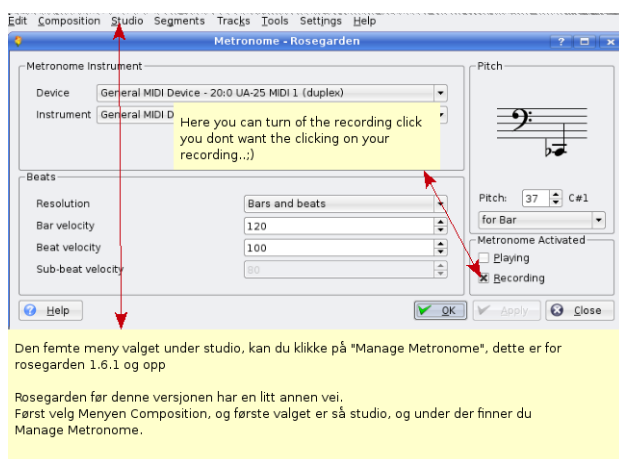 Edit Composition Studio Segments Tracks Tools Settings Help
Metronome - Rosegarden
Metronome Instrument
Device General MIDI Device - 20:0 UA-25 MIDI 1 (duplex)
Instrument General MIDI D
Here you can turn of the recording click
you dont want the clicking on your
recording..;)
Pitch
Pitch: 37 C#1
for Bar
Beats
Resolution Bars and beats
Bar velocity 120
Beat velocity 100
Sub-beat velocity 80
Metronome Activated
Playing
Recording
Help OK Apply Close
Den femte meny valget under studio, kan du klikke på "Manage Metronome", dette er for
rosegarden 1.6.1 og opp
Rosegarden før denne versjonen har en litt annen vei.
Først velg Menyen Composition, og første valget er så studio, og under der finner du
Manage Metronome.